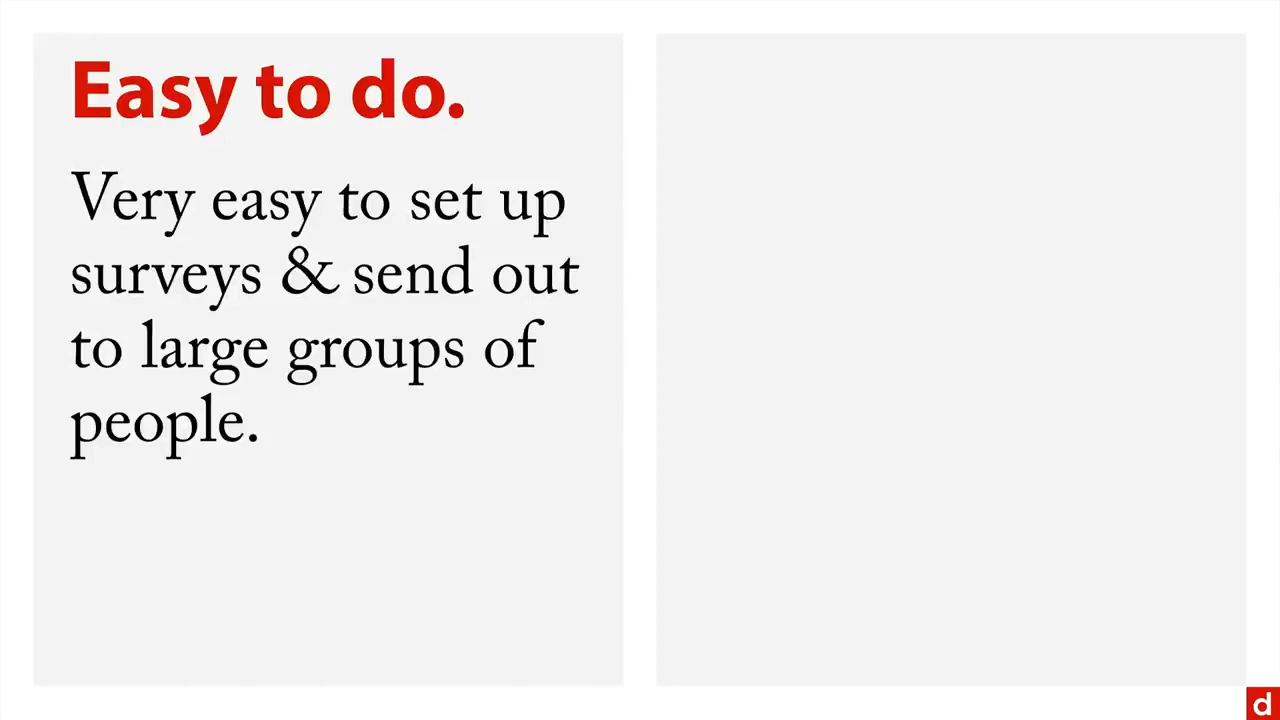 Easy to do.
Very easy to set up
surveys & send out
to large groups of
people.
d